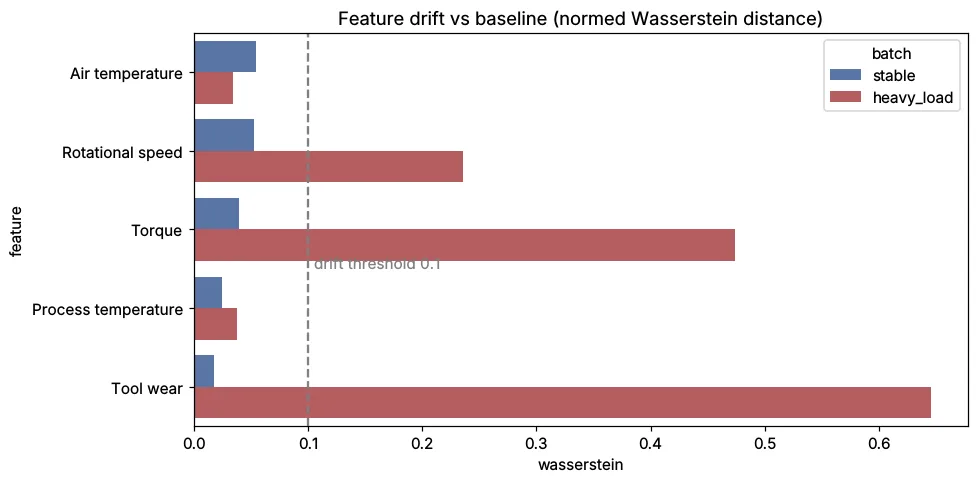 Feature drift vs baseline (normed Wasserstein distance)
batch
stable
heavy_load
Air temperature
Rotational speed
Torque
drift threshold 0.1
Process temperature
Tool wear
feature
0.0 0.1 0.2 0.3 0.4 0.5 0.6
wasserstein